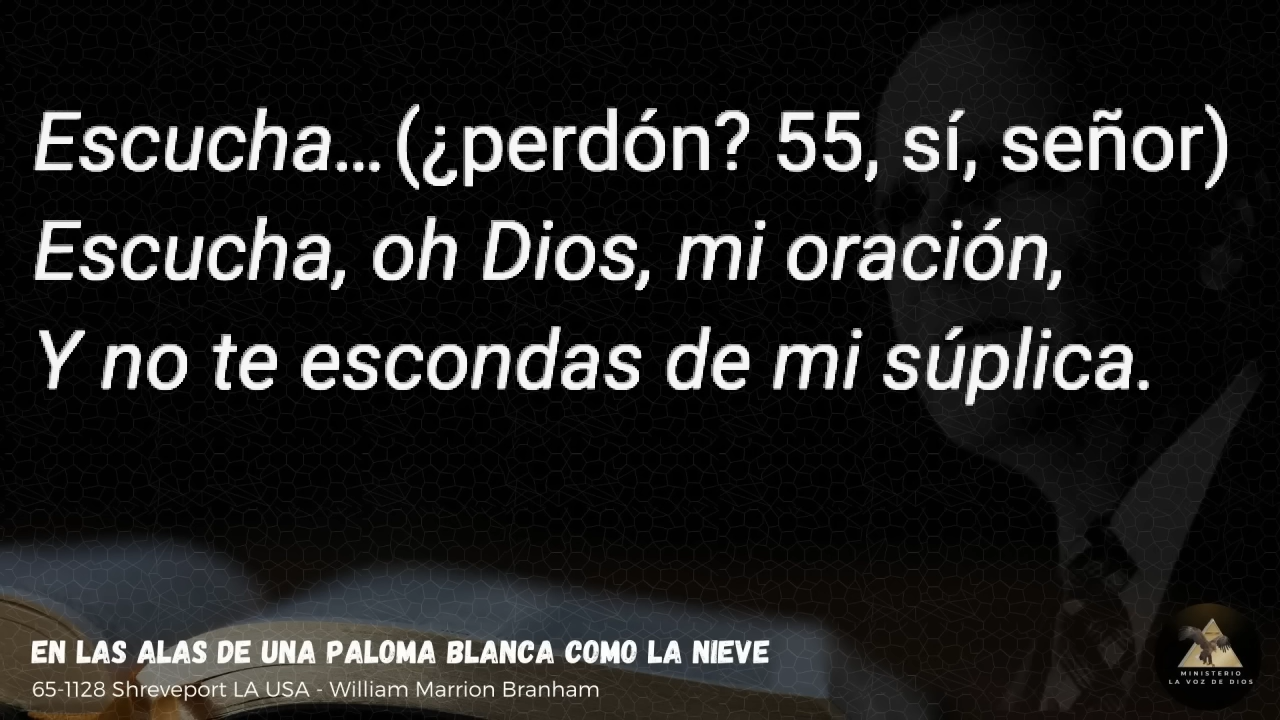 Escucha... (¿perdón? 55, sí, señor)
Escucha, oh Dios, mi oración,
Y no te escondas de mi súplica.
EN LAS ALAS DE UNA PALOMA BLANCA COMO LA NIEVE
65-1128 Shreveport LA USA - William Marrion Branham
MINISTERIO
LA VOZ DE DIOS